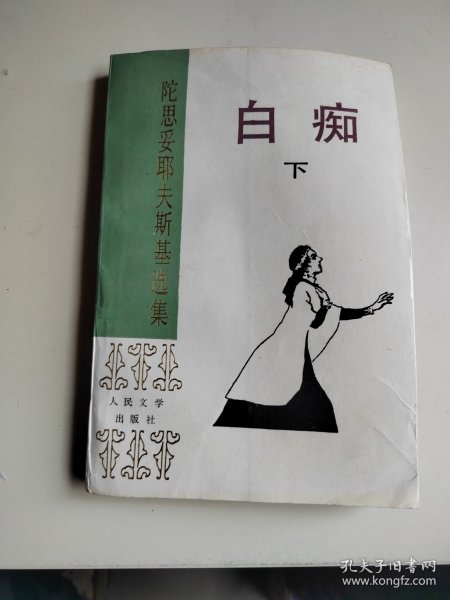 陀思妥耶夫斯基选集
白痴
下
人民文学
出版社
孔夫子旧书网
www.kongfz.com